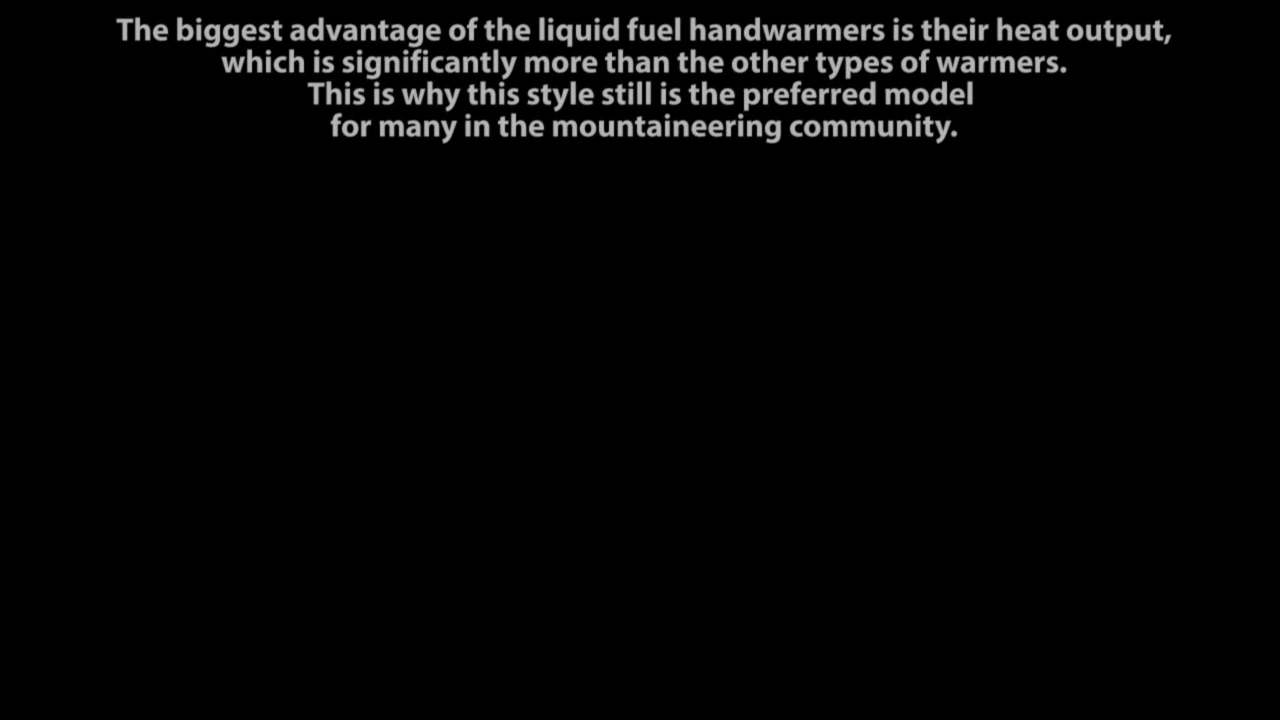 The biggest advantage of the liquid fuel handwarmers is their heat output,
which is significantly more than the other types of warmers.
This is why this style still is the preferred model
for many in the mountaineering community.